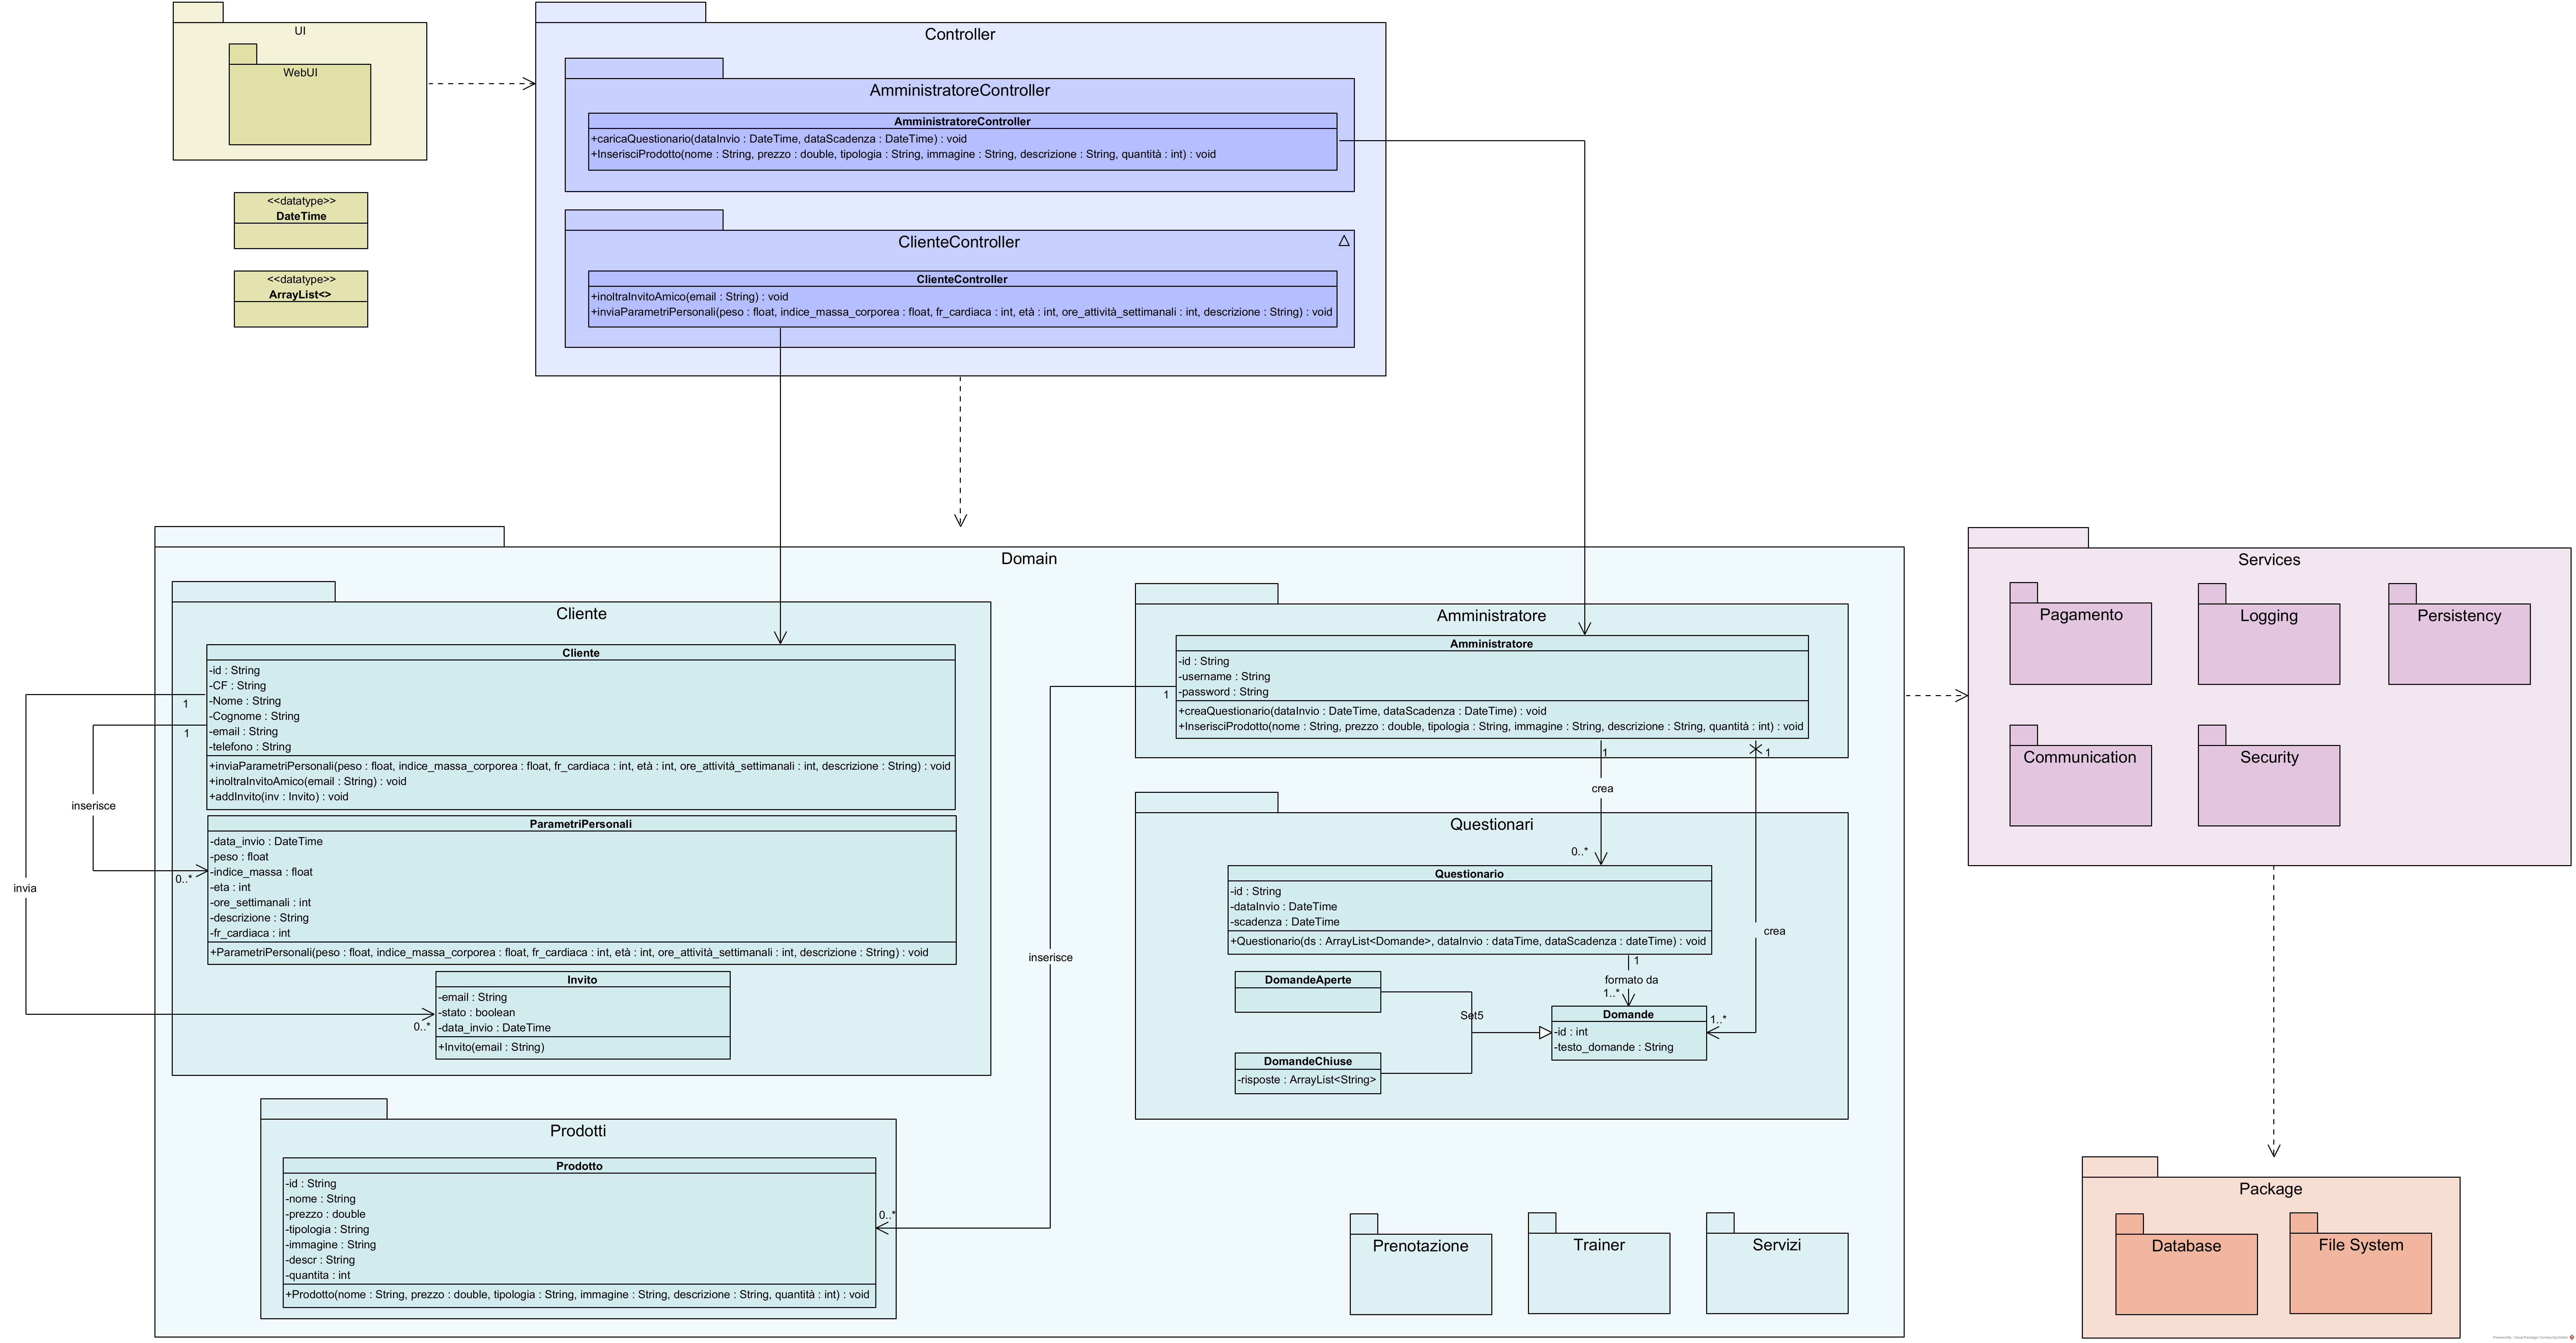 UI
WebUI
<<datatype>>
DateTime
<<datatype>>
ArrayList<>
Controller
AmministratoreController
AmministratoreController
+caricaQuestionario(dataInvio : DateTime, dataScadenza : DateTime) : void
+InserisciProdotto(nome : String, prezzo : double, tipologia : String, immagine : String, descrizione : String, quantità : int) : void
ClienteController
ClienteController
+inoltraInvitoAmico(email : String) : void
+inviaParametriPersonali(peso : float, indice_massa_corporea : float, fr_cardiaca : int, età : int, ore_attività_settimanali : int, descrizione : String) : void
Domain
Cliente
Cliente
-id : String
-CF : String
-Nome : String
-Cognome : String
-email : String
-telefono : String
+inviaParametriPersonali(peso : float, indice_massa_corporea : float, fr_cardiaca : int, età : int, ore_attività_settimanali : int, descrizione : String) : void
+inoltraInvitoAmico(email : String) : void
+addInvito(inv : Invito) : void
1
1
inserisce
0..*
invia
0..*
ParametriPersonali
-data_invio : DateTime
-peso : float
-indice_massa : float
-eta : int
-ore_settimanali : int
-descrizione : String
-fr_cardiaca : int
+ParametriPersonali(peso : float, indice_massa_corporea : float, fr_cardiaca : int, età : int, ore_attività_settimanali : int, descrizione : String) : void
Invito
-email : String
-stato : boolean
-data_invio : DateTime
+Invito(email : String)
Prodotti
Prodotto
-id : String
-nome : String
-prezzo : double
-tipologia : String
-immagine : String
-descr : String
-quantita : int
+Prodotto(nome : String, prezzo : double, tipologia : String, immagine : String, descrizione : String, quantità : int) : void
0..*
inserisce
1
Amministratore
Amministratore
-id : String
-username : String
-password : String
+creaQuestionario(dataInvio : DateTime, dataScadenza : DateTime) : void
+InserisciProdotto(nome : String, prezzo : double, tipologia : String, immagine : String, descrizione : String, quantità : int) : void
1
crea
0..*
1
crea
1..*
Questionari
Questionario
-id : String
-dataInvio : DateTime
-scadenza : DateTime
+Questionario(ds : ArrayList<Domande>, dataInvio : dataTime, dataScadenza : dateTime) : void
1
formato da
1..*
DomandeAperte
Set5
DomandeChiuse
-risposte : ArrayList<String>
Domande
-id : int
-testo_domande : String
Prenotazione
Trainer
Servizi
Services
Pagamento
Logging
Persistency
Communication
Security
Package
Database
File System